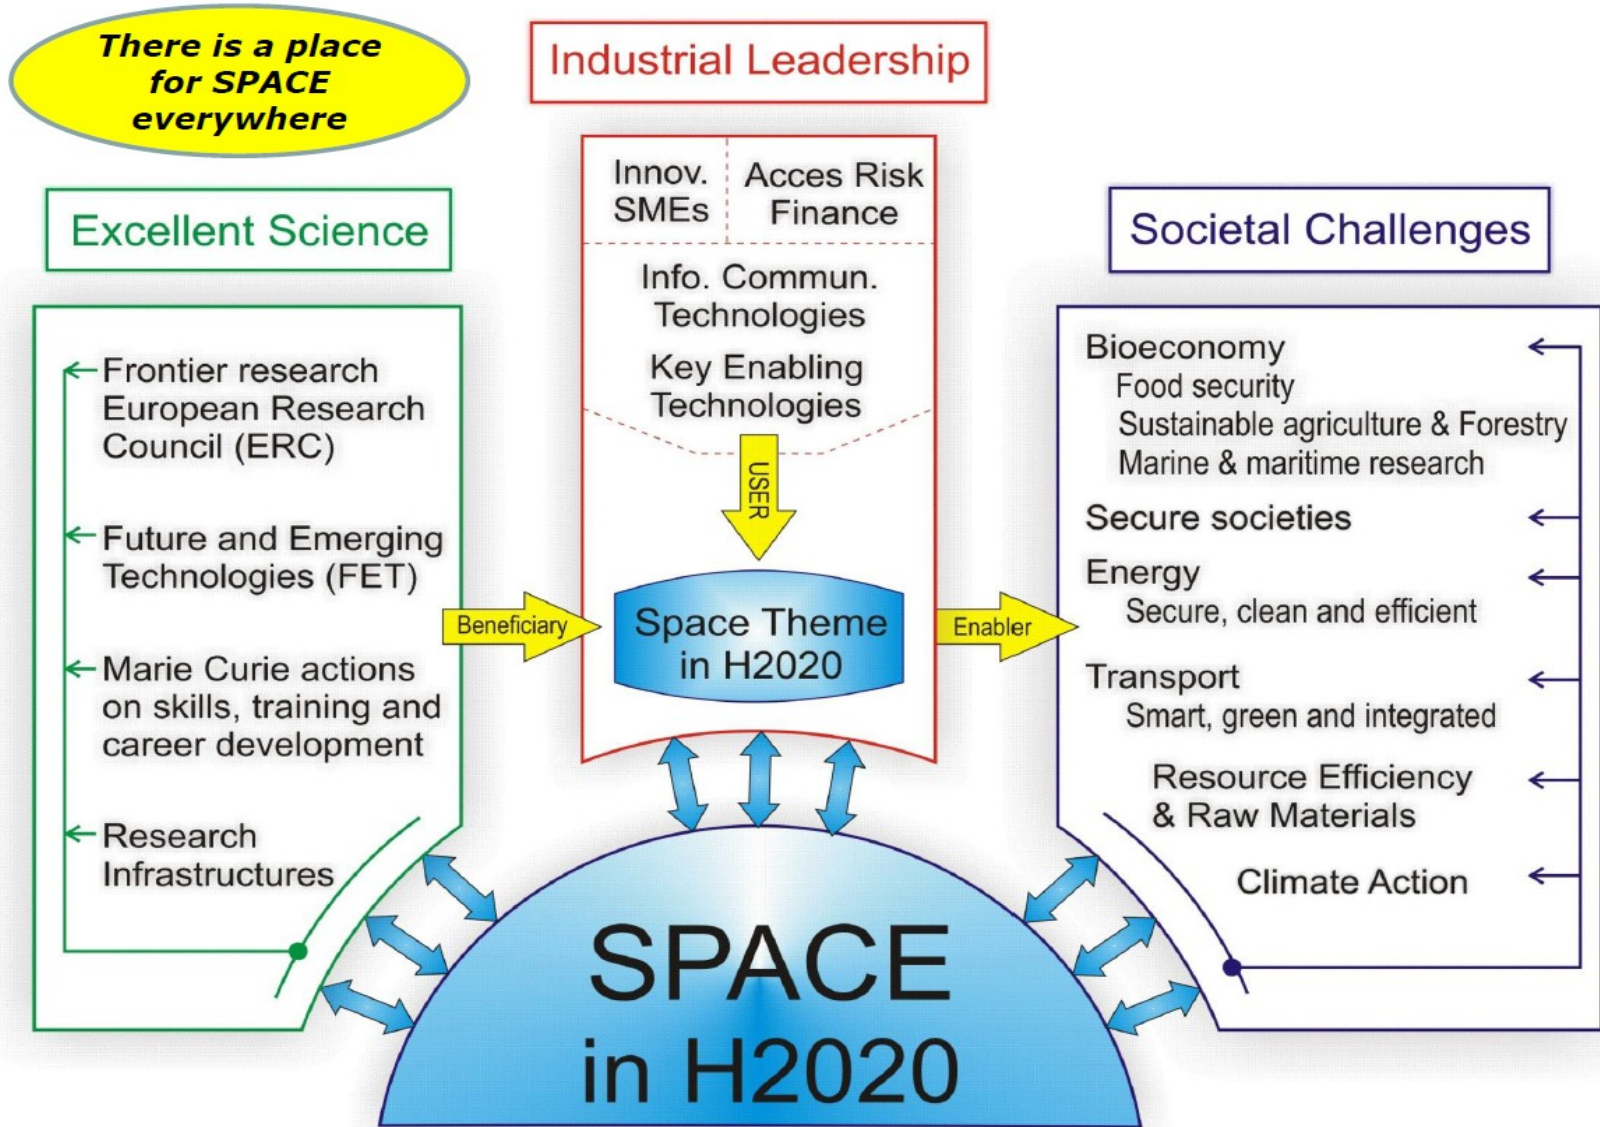 There is a place
for SPACE
everywhere
Industrial Leadership
Innov.
SMEs
Acces Risk
Finance
Info. Commun.
Technologies
Key Enabling
Technologies
USER
Space Theme
in H2020
Excellent Science
Frontier research
European Research
Council (ERC)
Future and Emerging
Technologies (FET)
Marie Curie actions
on skills, training and
career development
Research
Infrastructures
Beneficiary
Enabler
Societal Challenges
Bioeconomy
Food security
Sustainable agriculture & Forestry
Marine & maritime research
Secure societies
Energy
Secure, clean and efficient
Transport
Smart, green and integrated
Resource Efficiency
& Raw Materials
Climate Action
SPACE
in H2020